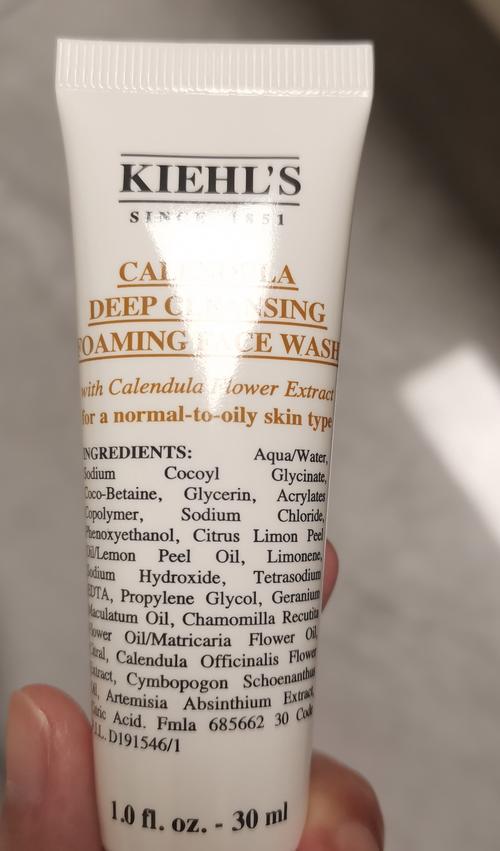 KIEHL'S
SINCE 1851
CALENDULA
DEEP CLEANSING
FOAMING FACE WASH
with Calendula Flower Extract
for a normal-to-oily skin type
INGREDIENTS: Aqua/Water,
Sodium Cocoyl Glycinate,
Coco-Betaine, Glycerin, Acrylates
Copolymer, Sodium Chloride,
Phenoxyethanol, Citrus Limon Peel
Oil/Lemon Peel Oil, Limonene,
Sodium Hydroxide, Tetrasodium
EDTA, Propylene Glycol, Geranium
Maculatum Oil, Chamomilla Recutita
Flower Oil/Matricaria Flower Oil,
Citral, Calendula Officinalis Flower
Extract, Cymbopogon Schoenanthus
Oil, Artemisia Absinthium Extract,
Citric Acid. Fmla 685662 30 Code
F.I.L. D191546/1
1.0 fl. oz. - 30 ml